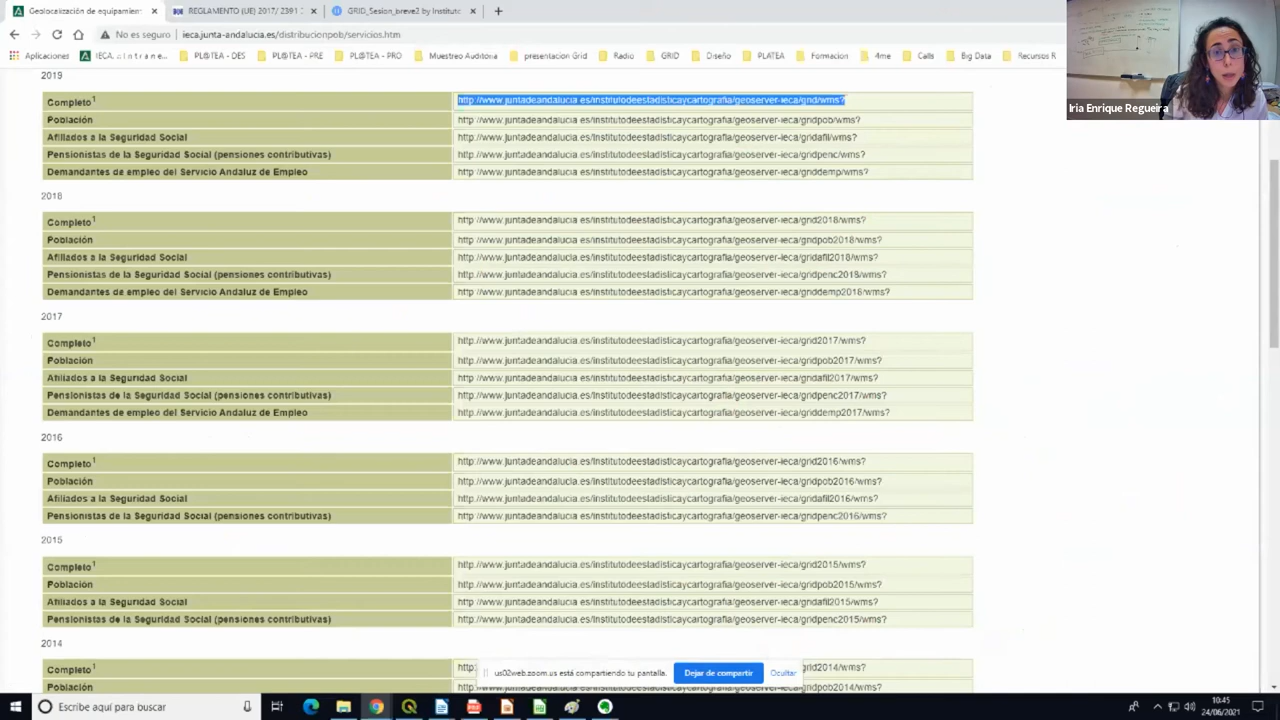 Geolocalización de equipamien
REGLAMENTO (UE) 2017/ 2391 D
GRID_Sesion_breve2 by Instituto
No es seguro
ieca.junta-andalucia.es/distribucionpob/servicios.htm
Aplicaciones
IECA. I n t r a n e...
PL@TEA - DES
PL@TEA - PRE
PL@TEA - PRO
Muestreo Auditoria
presentación Grid
Radio
GRID
Diseño
PLATEA
Formacion
4me
Calls
Big Data
Recursos R
Iria Enrique Regueira
2019
Completo1 http://www.juntadeandalucia.es/institutodeestadisticaycartografia/geoserver-ieca/grid/wms?
Población http://www.juntadeandalucia.es/institutodeestadisticaycartografia/geoserver-ieca/gridpob/wms?
Afiliados a la Seguridad Social http://www.juntadeandalucia.es/institutodeestadisticaycartografia/geoserver-ieca/gridafil/wms?
Pensionistas de la Seguridad Social (pensiones contributivas) http://www.juntadeandalucia.es/institutodeestadisticaycartografia/geoserver-ieca/gridpenc/wms?
Demandantes de empleo del Servicio Andaluz de Empleo http://www.juntadeandalucia.es/institutodeestadisticaycartografia/geoserver-ieca/griddemp/wms?
2018
Completo1 http://www.juntadeandalucia.es/institutodeestadisticaycartografia/geoserver-ieca/grid2018/wms?
Población http://www.juntadeandalucia.es/institutodeestadisticaycartografia/geoserver-ieca/gridpob2018/wms?
Afiliados a la Seguridad Social http://www.juntadeandalucia.es/institutodeestadisticaycartografia/geoserver-ieca/gridafil2018/wms?
Pensionistas de la Seguridad Social (pensiones contributivas) http://www.juntadeandalucia.es/institutodeestadisticaycartografia/geoserver-ieca/gridpenc2018/wms?
Demandantes de empleo del Servicio Andaluz de Empleo http://www.juntadeandalucia.es/institutodeestadisticaycartografia/geoserver-ieca/griddemp2018/wms?
2017
Completo1 http://www.juntadeandalucia.es/institutodeestadisticaycartografia/geoserver-ieca/grid2017/wms?
Población http://www.juntadeandalucia.es/institutodeestadisticaycartografia/geoserver-ieca/gridpob2017/wms?
Afiliados a la Seguridad Social http://www.juntadeandalucia.es/institutodeestadisticaycartografia/geoserver-ieca/gridafil2017/wms?
Pensionistas de la Seguridad Social (pensiones contributivas) http://www.juntadeandalucia.es/institutodeestadisticaycartografia/geoserver-ieca/gridpenc2017/wms?
Demandantes de empleo del Servicio Andaluz de Empleo http://www.juntadeandalucia.es/institutodeestadisticaycartografia/geoserver-ieca/griddemp2017/wms?
2016
Completo1 http://www.juntadeandalucia.es/institutodeestadisticaycartografia/geoserver-ieca/grid2016/wms?
Población http://www.juntadeandalucia.es/institutodeestadisticaycartografia/geoserver-ieca/gridpob2016/wms?
Afiliados a la Seguridad Social http://www.juntadeandalucia.es/institutodeestadisticaycartografia/geoserver-ieca/gridafil2016/wms?
Pensionistas de la Seguridad Social (pensiones contributivas) http://www.juntadeandalucia.es/institutodeestadisticaycartografia/geoserver-ieca/gridpenc2016/wms?
2015
Completo1 http://www.juntadeandalucia.es/institutodeestadisticaycartografia/geoserver-ieca/grid2015/wms?
Población http://www.juntadeandalucia.es/institutodeestadisticaycartografia/geoserver-ieca/gridpob2015/wms?
Afiliados a la Seguridad Social http://www.juntadeandalucia.es/institutodeestadisticaycartografia/geoserver-ieca/gridafil2015/wms?
Pensionistas de la Seguridad Social (pensiones contributivas) http://www.juntadeandalucia.es/institutodeestadisticaycartografia/geoserver-ieca/gridpenc2015/wms?
2014
Completo1 http: grid2014/wms?
us02web.zoom.us está compartiendo tu pantalla. Dejar de compartir Ocultar
Población gridpob2014/wms?
Escribe aquí para buscar
10:45
24/06/2021